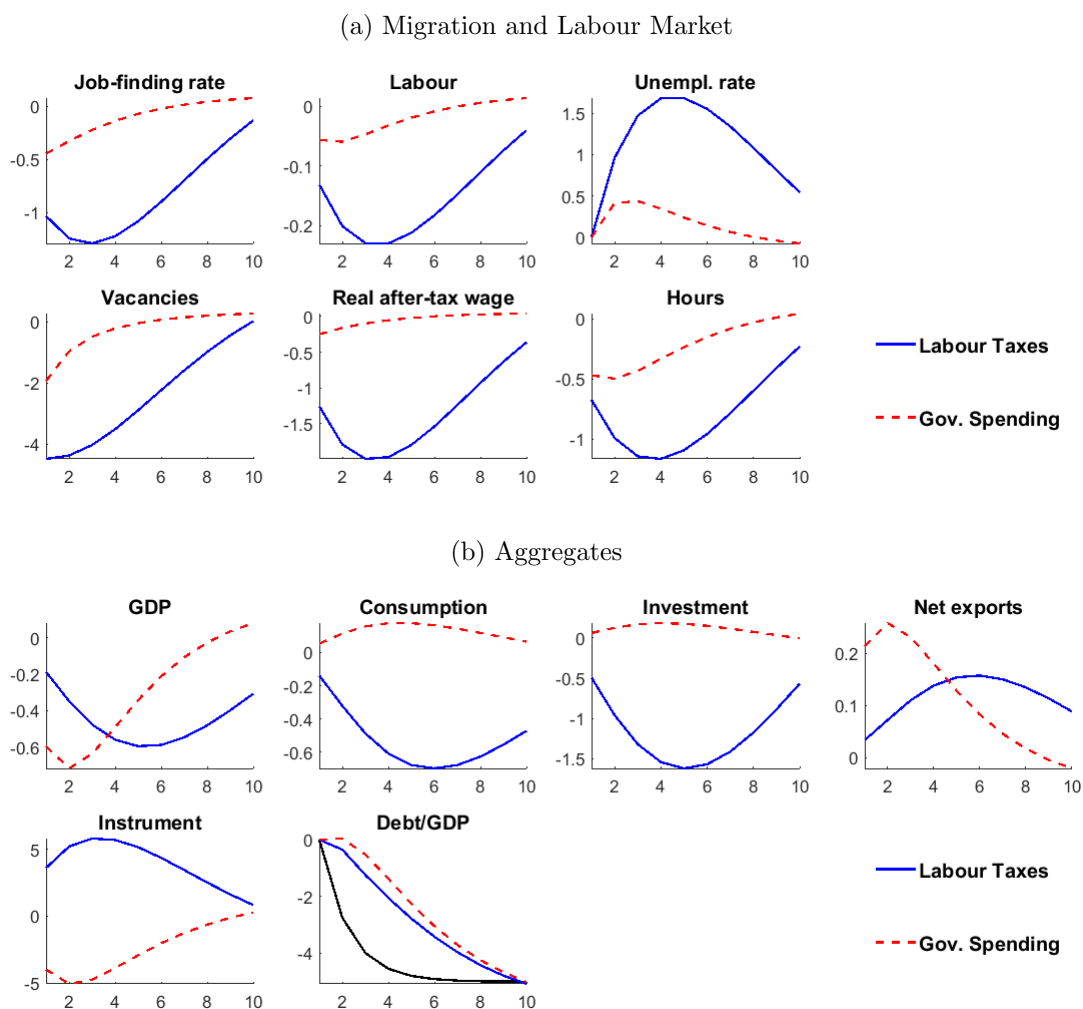 (a) Migration and Labour Market
Job-finding rate
Labour
Unempl. rate
0
-0.5
-1
2 4 6 8 10
0
-0.1
-0.2
2 4 6 8 10
1.5
1
0.5
0
2 4 6 8 10
Vacancies
Real after-tax wage
Hours
0
-2
-4
2 4 6 8 10
0
-0.5
-1
-1.5
2 4 6 8 10
0
-0.5
-1
2 4 6 8 10
Labour Taxes
Gov. Spending
(b) Aggregates
GDP
Consumption
Investment
Net exports
0
-0.2
-0.4
-0.6
2 4 6 8 10
0
-0.2
-0.4
-0.6
2 4 6 8 10
0
-0.5
-1
-1.5
2 4 6 8 10
0.2
0.1
0
2 4 6 8 10
Instrument
Debt/GDP
5
0
-5
2 4 6 8 10
0
-2
-4
2 4 6 8 10
Labour Taxes
Gov. Spending